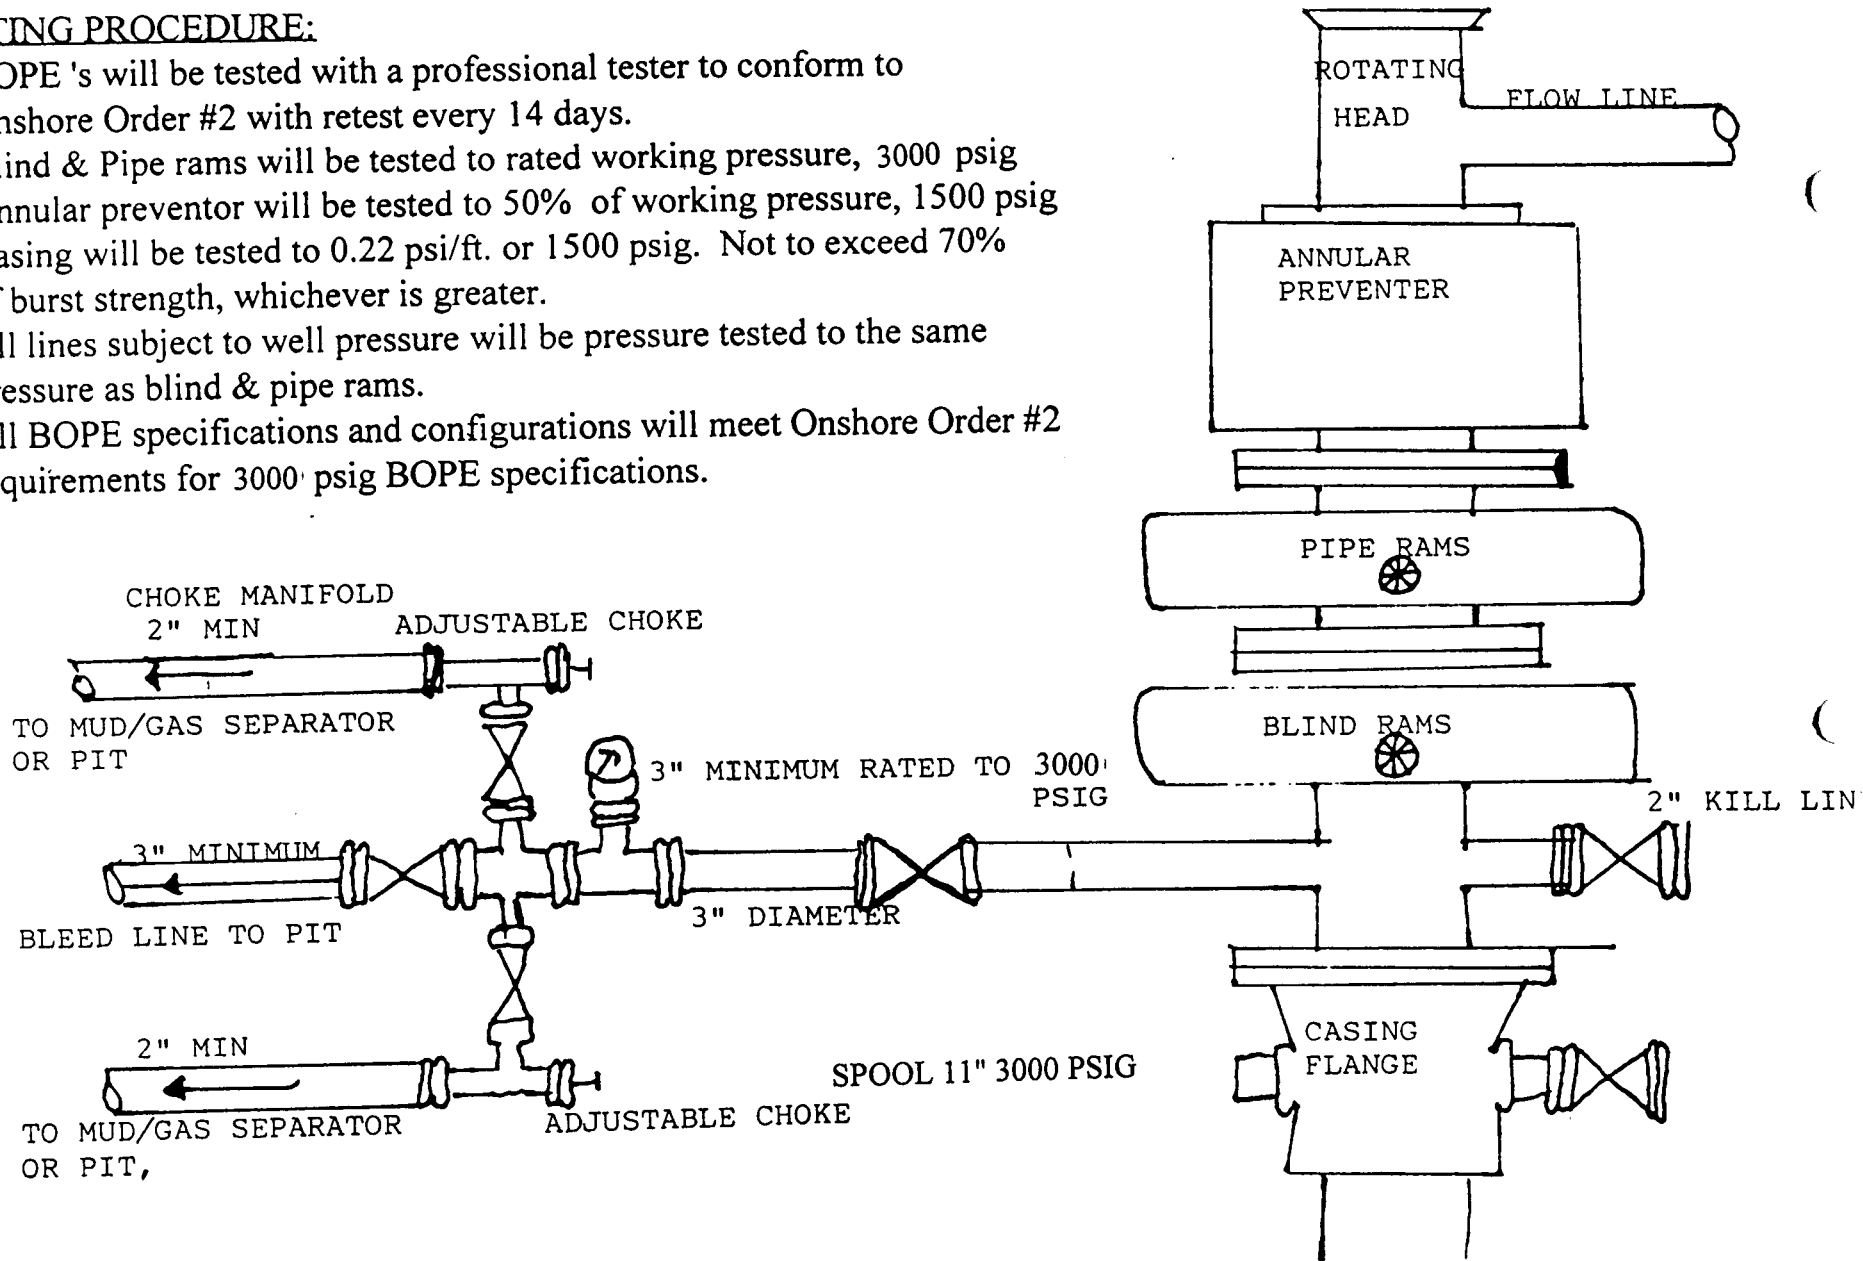 TING PROCEDURE:
OPE 's will be tested with a professional tester to conform to
nshore Order #2 with retest every 14 days.
lind & Pipe rams will be tested to rated working pressure, 3000 psig
nnular preventor will be tested to 50% of working pressure, 1500 psig
asing will be tested to 0.22 psi/ft. or 1500 psig. Not to exceed 70%
f burst strength, whichever is greater.
ll lines subject to well pressure will be pressure tested to the same
ressure as blind & pipe rams.
ll BOPE specifications and configurations will meet Onshore Order #2
quirements for 3000 psig BOPE specifications.
ROTATING
HEAD
FLOW LINE
ANNULAR
PREVENTER
PIPE RAMS
CHOKE MANIFOLD
2" MIN
ADJUSTABLE CHOKE
TO MUD/GAS SEPARATOR
OR PIT
BLIND RAMS
3" MINIMUM RATED TO 3000
PSIG
2" KILL LIN
3" MINIMUM
BLEED LINE TO PIT
3" DIAMETER
CASING
FLANGE
2" MIN
SPOOL 11" 3000 PSIG
ADJUSTABLE CHOKE
TO MUD/GAS SEPARATOR
OR PIT,